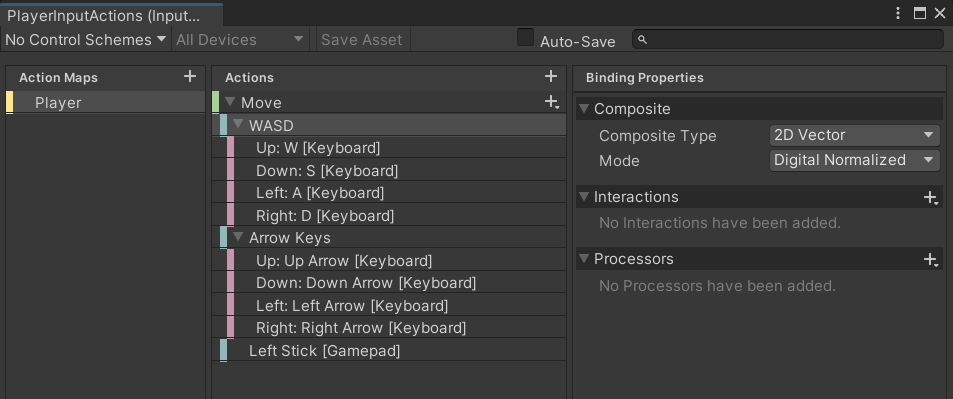 PlayerInputActions (Input...
No Control Schemes All Devices Save Asset Auto-Save
Action Maps Actions Binding Properties
Player
Move
WASD
Up: W [Keyboard]
Down: S [Keyboard]
Left: A [Keyboard]
Right: D [Keyboard]
Arrow Keys
Up: Up Arrow [Keyboard]
Down: Down Arrow [Keyboard]
Left: Left Arrow [Keyboard]
Right: Right Arrow [Keyboard]
Left Stick [Gamepad]
Composite
Composite Type 2D Vector
Mode Digital Normalized
Interactions
No Interactions have been added.
Processors
No Processors have been added.